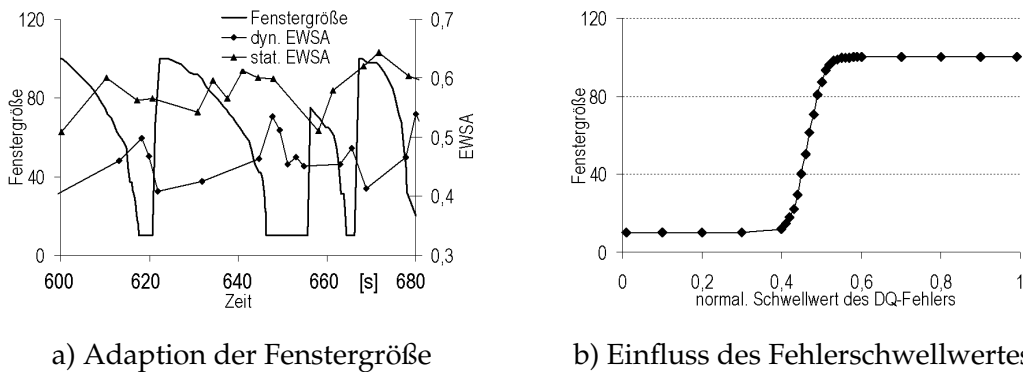 120
80
40
0
Fenstergröße
Fenstergröße
dyn. EWSA
stat. EWSA
0,7
0,6
0,5
0,4
0,3
EWSA
600
620
640
660
[s]
680
Zeit
a) Adaption der Fenstergröße
120
80
40
0
Fenstergröße
0
0,2
0,4
0,6
0,8
1
normal. Schwellwert des DQ-Fehlers
b) Einfluss des Fehlerschwellwertes